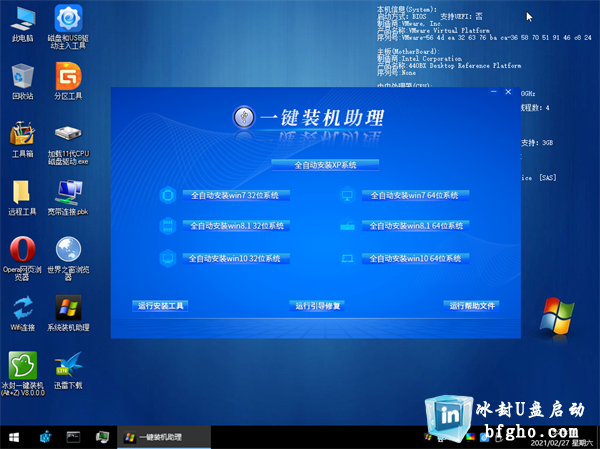 此电脑
磁盘和USB驱
动注入工具
回收站
分区工具
工具箱
加载11代CPU
磁盘驱动.exe
远程工具
宽带连接.pbk
Opera网页浏
览器
世界之窗浏览
器
Wifi连接
系统装机助理
冰封一键装机
(Alt+Z) V8.0.0.0
迅雷下载
本机信息(System):
启动方式: BIOS 支持UEFI: 否
制造商:VMware, Inc.
产品名称:VMware Virtual Platform
序列号:VMware-56 4d ea 32 63 76 ba ca-36 58 70 51 91 46 c8 24
主板(MotherBoard):
制造商:Intel Corporation
产品名称:440BX Desktop Reference Platform
序列号:None
中央处理器(CPU):
0GHz
线程数: 4
支持: 3GB
ice [SAS]
一键装机助理
全自动安装XP系统
全自动安装win7 32位系统
全自动安装win7 64位系统
全自动安装win8.1 32位系统
全自动安装win8.1 64位系统
全自动安装win10 32位系统
全自动安装win10 64位系统
运行安装工具
运行引导修复
运行帮助文件
冰封U盘启动
bfgho.com
一键装机助理
2021/02/27 星期六